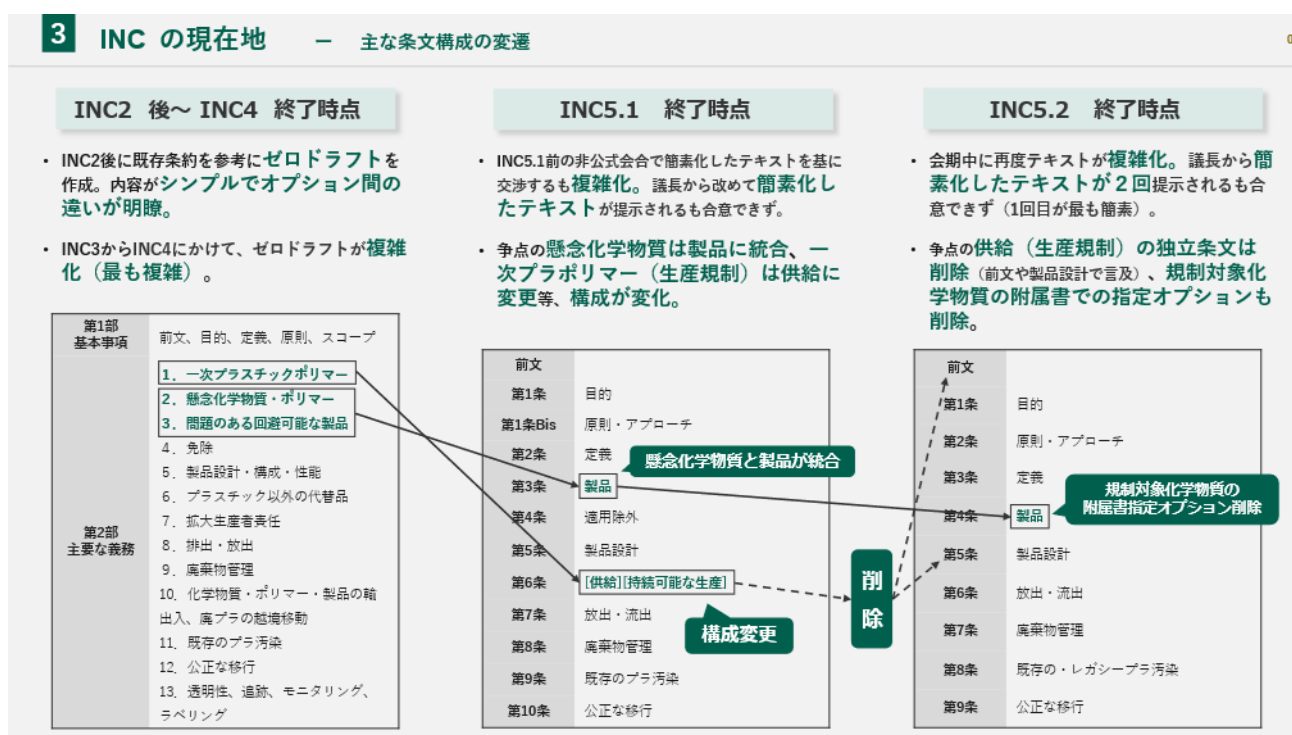 3 INC の現在地 － 主な条文構成の変遷
0
INC2 後～ INC4 終了時点
・ INC2後に既存条約を参考にゼロドラフトを
作成。内容がシンプルでオプション間の
違いが明瞭。
・ INC3からINC4にかけて、ゼロドラフトが複雑
化（最も複雑）。
第1部
基本事項
前文、目的、定義、原則、スコープ
第2部
主要な義務
1. 一次プラスチックポリマー
2. 懸念化学物質・ポリマー
3. 問題のある回避可能な製品
4. 免除
5. 製品設計・構成・性能
6. プラスチック以外の代替品
7. 拡大生産者責任
8. 排出・放出
9. 廃棄物管理
10. 化学物質・ポリマー・製品の輸
出入、廃プラの越境移動
11. 既存のプラ汚染
12. 公正な移行
13. 透明性、追跡、モニタリング、
ラベリング
INC5.1 終了時点
・ INC5.1前の非公式会合で簡素化したテキストを基に
交渉するも複雑化。議長から改めて簡素化し
たテキストが提示されるも合意できず。
・ 争点の懸念化学物質は製品に統合、一
次プラポリマー（生産規制）は供給に
変更等、構成が変化。
前文
第1条 目的
第1条Bis 原則・アプローチ
第2条 定義
懸念化学物質と製品が統合
第3条 製品
第4条 適用除外
第5条 製品設計
第6条 [供給][持続可能な生産]
第7条 放出・流出
構成変更
第8条 廃棄物管理
第9条 既存のプラ汚染
第10条 公正な移行
削
除
INC5.2 終了時点
・ 会期中に再度テキストが複雑化。議長から簡
素化したテキストが２回提示されるも合
意できず（1回目が最も簡素）。
・ 争点の供給（生産規制）の独立条文は
削除（前文や製品設計で言及）、規制対象化
学物質の附属書での指定オプションも
削除。
前文
第1条 目的
第2条 原則・アプローチ
第3条 定義
規制対象化学物質の
附属書指定オプション削除
第4条 製品
第5条 製品設計
第6条 放出・流出
第7条 廃棄物管理
第8条 既存の・レガシープラ汚染
第9条 公正な移行